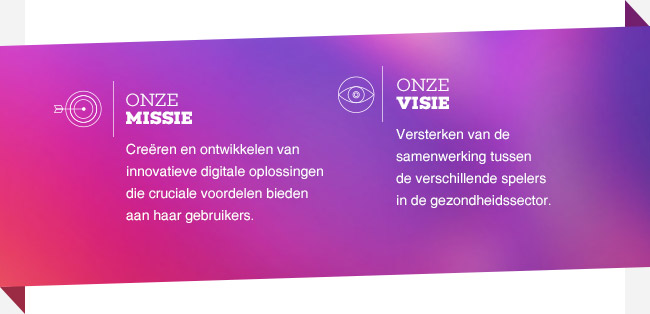 ONZE
MISSIE
Creëren en ontwikkelen van
innovatieve digitale oplossingen
die cruciale voordelen bieden
aan haar gebruikers.
ONZE
VISIE
Versterken van de
samenwerking tussen
de verschillende spelers
in de gezondheidssector.